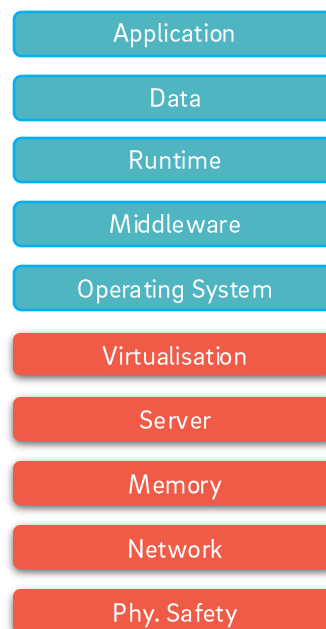 Application
Data
Runtime
Middleware
Operating System
Virtualisation
Server
Memory
Network
Phy. Safety